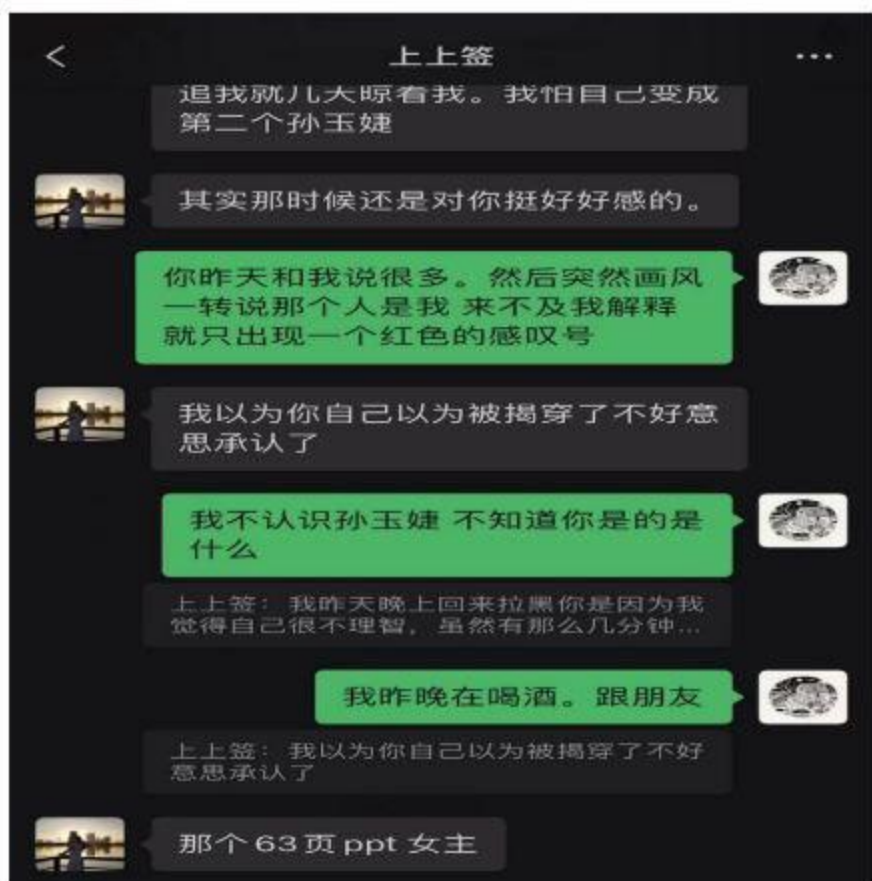 上上签
追我就几天晾着我。我怕自己变成
第二个孙玉婕
其实那时候还是对你挺好好感的。
你昨天和我说很多。然后突然画风
一转说那个人是我 来不及我解释
就只出现一个红色的感叹号
我以为你自己以为被揭穿了不好意
思承认了
我不认识孙玉婕 不知道你是的是
什么
上上签：我昨天晚上回来拉黑你是因为我
觉得自己很不理智，虽然有那么几分钟...
我昨晚在喝酒。跟朋友
上上签：我以为你自己以为被揭穿了不好
意思承认了
那个63页ppt 女主